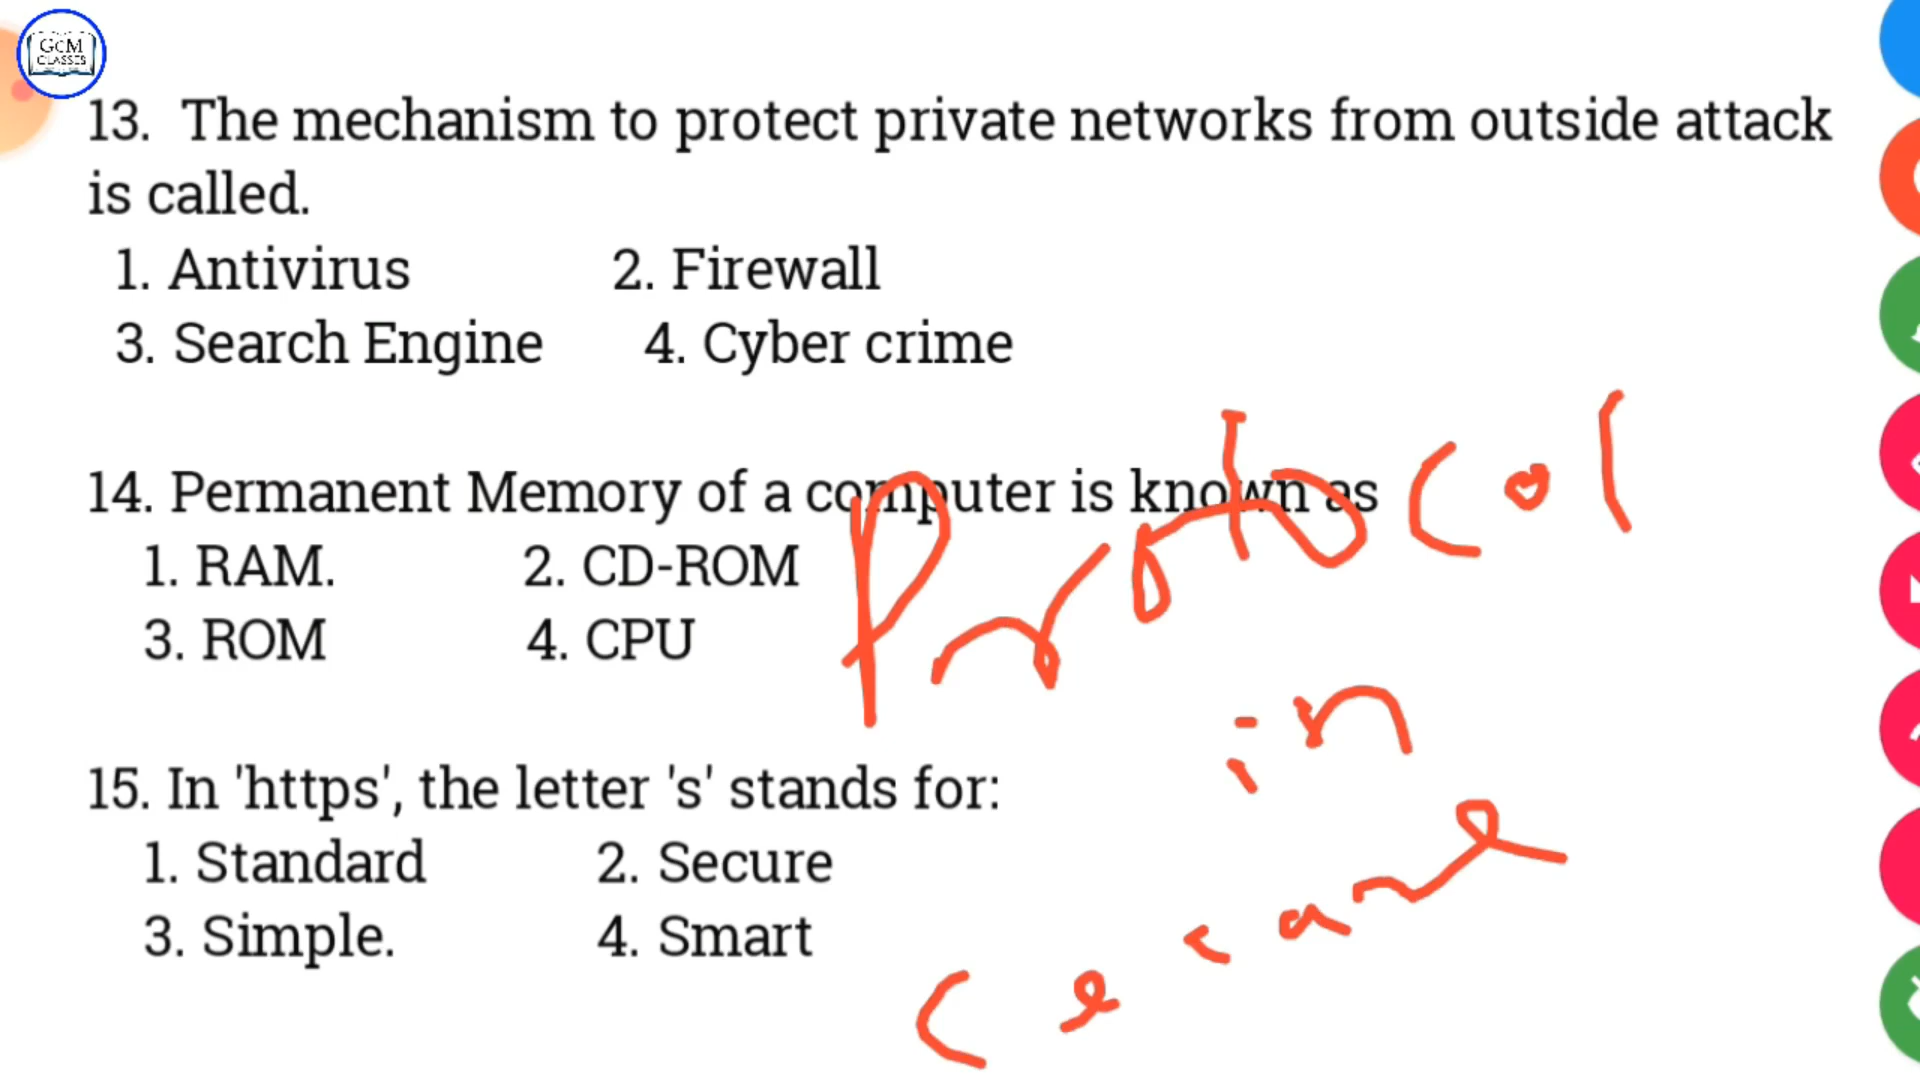 GCM
CLASSES
13. The mechanism to protect private networks from outside attack
is called.
1. Antivirus 2. Firewall
3. Search Engine 4. Cyber crime
14. Permanent Memory of a computer is known as
1. RAM. 2. CD-ROM
3. ROM 4. CPU
Protocol
in
15. In 'https', the letter 's' stands for:
1. Standard 2. Secure
3. Simple. 4. Smart